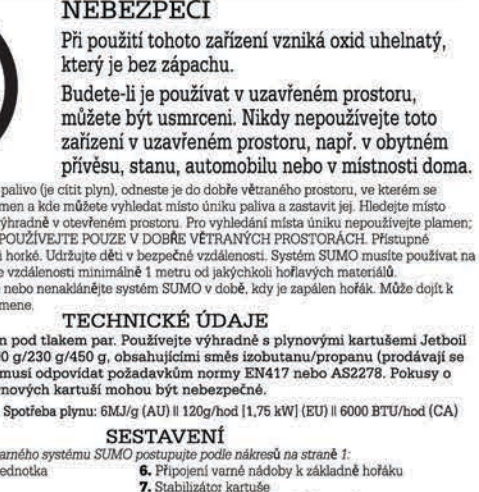 NEBEZPEČÍ
Při použití tohoto zařízení vzniká oxid uhelnatý,
který je bez zápachu.
Budete-li je používat v uzavřeném prostoru,
můžete být usmrceni. Nikdy nepoužívejte toto
zařízení v uzavřeném prostoru, např. v obytném
přívěsu, stanu, automobilu nebo v místnosti doma.
palivo (je cítit plyn), odneste je do dobře větraného prostoru, ve kterém se
men a kde můžete vyhledat místo úniku paliva a zastavit jej. Hledejte místo
ýhradně v otevřeném prostoru. Pro vyhledání místa úniku nepoužívejte plamen;
POUŽÍVEJTE POUZE V DOBŘE VĚTRANÝCH PROSTORÁCH. Přístupné
i horké. Udržujte děti v bezpečné vzdálenosti. Systém SUMO musíte používat na
e vzdálenosti minimálně 1 metru od jakýchkoli hořlavých materiálů.
nebo nenaklánějte systém SUMO v době, kdy je zapálen hořák. Může dojít k
mene.
TECHNICKÉ ÚDAJE
n pod tlakem par. Používejte výhradně s plynovými kartušemi Jetboil
0 g/230 g/450 g, obsahujícími směs izobutanu/propanu (prodávají se
musí odpovídat požadavkům normy EN417 nebo AS2278. Pokusy o
nových kartuší mohou být nebezpečné.
Spotřeba plynu: 6MJ/g (AU) || 120g/hod [1,75 kW] (EU) || 6000 BTU/hod (CA)
SESTAVENÍ
arného systému SUMO postupujte podle nákresů na straně 1:
ednotka
6. Připojení varné nádoby k základně hořáku
7. Stabilizátor kartuše